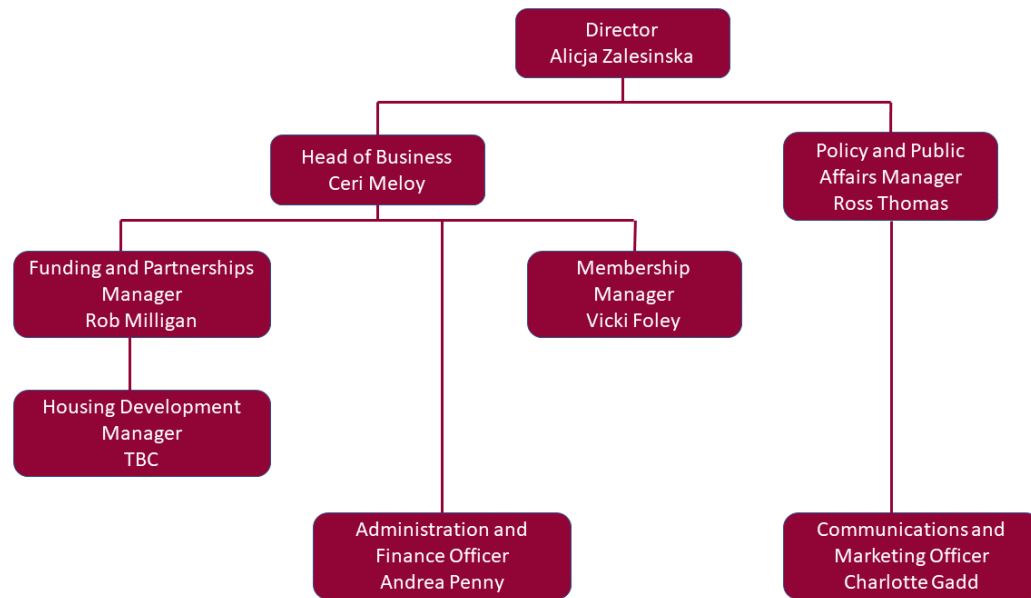 Director
Alicja Zalesinska
Head of Business
Ceri Meloy
Policy and Public
Affairs Manager
Ross Thomas
Funding and Partnerships
Manager
Rob Milligan
Membership
Manager
Vicki Foley
Housing Development
Manager
TBC
Administration and
Finance Officer
Andrea Penny
Communications and
Marketing Officer
Charlotte Gadd